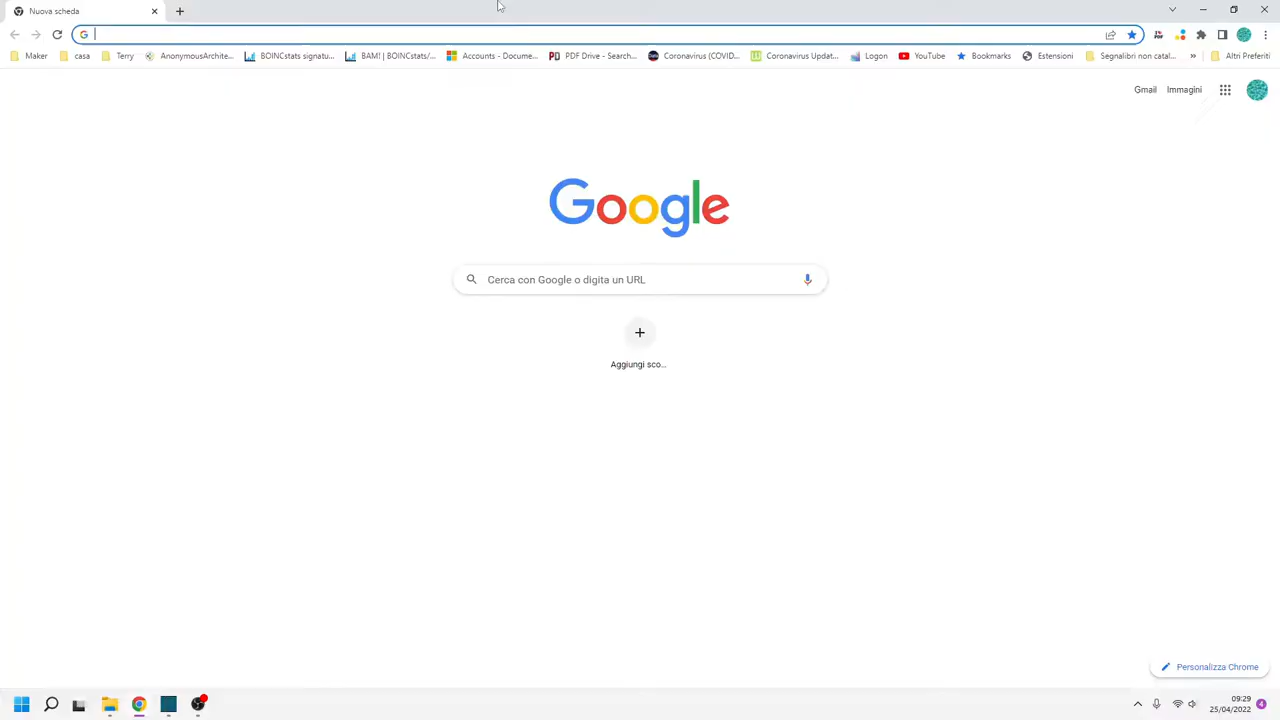 Nuova scheda
Maker casa Terry AnonymousArchite... BOINCstats signatu... BAM! | BOINCstats/... Accounts - Docume... PDF Drive - Search... Coronavirus (COVID... Coronavirus Updat... Logon YouTube Bookmarks Estensioni Segnalibri non catal... » Altri Preferiti
Gmail Immagini
Google
Cerca con Google o digita un URL
Aggiungi sco...
Personalizza Chrome
09:29
25/04/2022 4